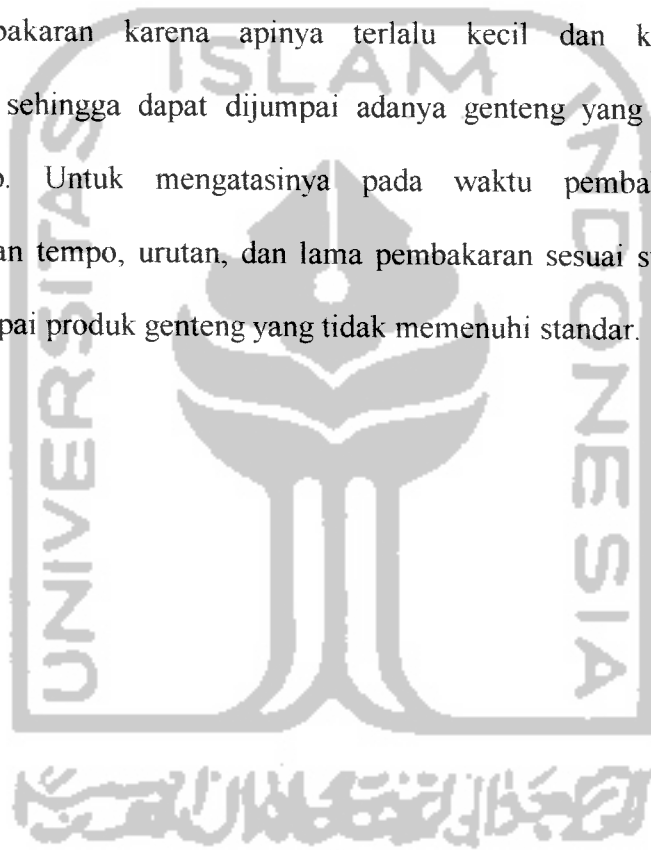 pakaran karena apinya terlalu kecil dan k
sehingga dapat dijumpai adanya genteng yang
Untuk mengatasinya pada waktu pemba
an tempo, urutan, dan lama pembakaran sesuai s
pai produk genteng yang tidak memenuhi standar.
UNIVERSITAS
ISLAM
INDONESIA